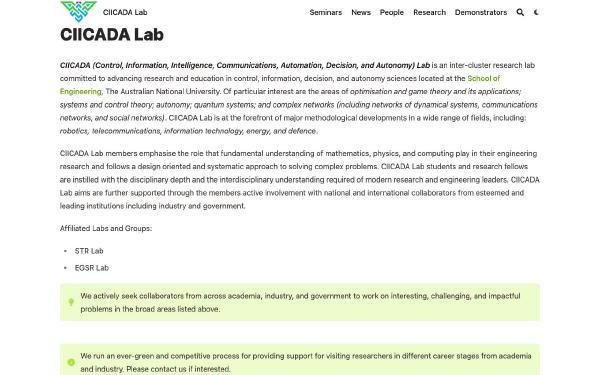 CIICADA Lab
Seminars News People Research Demonstrators
CIICADA Lab
CIICADA (Control, Information, Intelligence, Communications, Automation, Decision, and Autonomy) Lab is an inter-cluster research lab
committed to advancing research and education in control, information, decision, and autonomy sciences located at the School of
Engineering, The Australian National University. Of particular interest are the areas of optimisation and game theory and its applications;
systems and control theory; autonomy; quantum systems; and complex networks (including networks of dynamical systems, communications
networks, and social networks). CIICADA Lab is at the forefront of major methodological developments in a wide range of fields, including:
robotics, telecommunications, information technology, energy, and defence.
CIICADA Lab members emphasise the role that fundamental understanding of mathematics, physics, and computing play in their engineering
research and follows a design oriented and systematic approach to solving complex problems. CIICADA Lab students and research fellows
are instilled with the disciplinary depth and the interdisciplinary understanding required of modern research and engineering leaders. CIICADA
Lab aims are further supported through the members active involvement with national and international collaborators from esteemed and
leading institutions including industry and government.
Affiliated Labs and Groups:
• STR Lab
• EGSR Lab
We actively seek collaborators from across academia, industry, and government to work on interesting, challenging, and impactful
problems in the broad areas listed above.
We run an ever-green and competitive process for providing support for visiting researchers in different career stages from academia
and industry. Please contact us if interested.